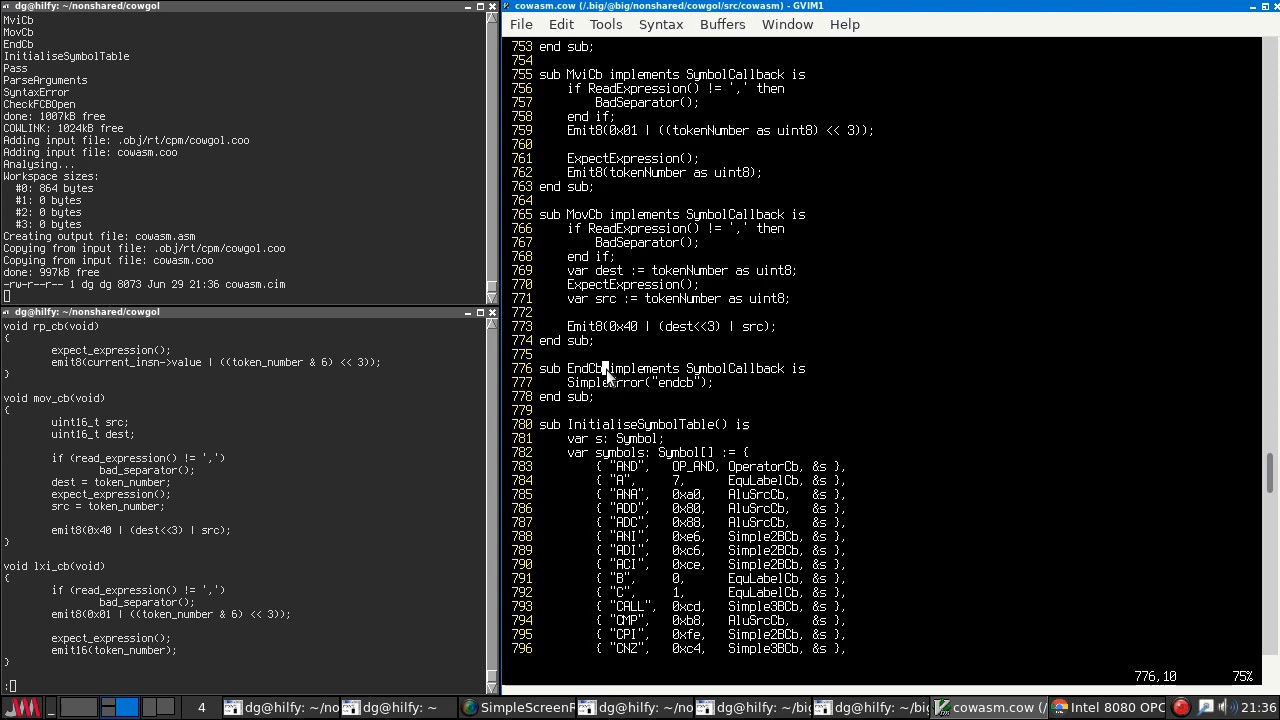 dg@hilfy: ~/nonshared/cowgol
MviCb
MovCb
EndCb
InitialiseSymbolTable
Pass
ParseArguments
SyntaxError
CheckFCBOpen
done: 1007kB free
COWLINK: 1024kB free
Adding input file: .obj/rt/cpm/cowgol.coo
Adding input file: cowasm.coo
Analysing...
Workspace sizes:
  #0: 864 bytes
  #1: 0 bytes
  #2: 0 bytes
  #3: 0 bytes
Creating output file: cowasm.asm
Copying from input file: .obj/rt/cpm/cowgol.coo
Copying from input file: cowasm.coo
done: 997kB free
-rw-r--r-- 1 dg dg 8073 Jun 29 21:36 cowasm.cim
dg@hilfy: ~/nonshared/cowgol
void rp_cb(void)
{
        expect_expression();
        emit8(current_insn->value | ((token_number & 6) << 3));
}
void mov_cb(void)
{
        uint16_t src;
        uint16_t dest;
        if (read_expression() != ',')
                bad_separator();
        dest = token_number;
        expect_expression();
        src = token_number;
        emit8(0x40 | (dest<<3) | src);
}
void lxi_cb(void)
{
        if (read_expression() != ',')
                bad_separator();
        emit8(0x01 | ((token_number & 6) << 3));
        expect_expression();
        emit16(token_number);
}
:
cowasm.cow (/.big/@big/nonshared/cowgol/src/cowasm) - GVIM1
File Edit Tools Syntax Buffers Window Help
753 end sub;
754
755 sub MviCb implements SymbolCallback is
756     if ReadExpression() != ',' then
757         BadSeparator();
758     end if;
759     Emit8(0x01 | ((tokenNumber as uint8) << 3));
760
761     ExpectExpression();
762     Emit8(tokenNumber as uint8);
763 end sub;
764
765 sub MovCb implements SymbolCallback is
766     if ReadExpression() != ',' then
767         BadSeparator();
768     end if;
769     var dest := tokenNumber as uint8;
770     ExpectExpression();
771     var src := tokenNumber as uint8;
772
773     Emit8(0x40 | (dest<<3) | src);
774 end sub;
775
776 sub EndCb implements SymbolCallback is
777     SimpleError("endcb");
778 end sub;
779
780 sub InitialiseSymbolTable() is
781     var s: Symbol;
782     var symbols: Symbol[] := {
783         { "AND",   OP_AND, OperatorCb, &s },
784         { "A",     7,      EquLabelCb, &s },
785         { "ANA",   0xa0,   AluSrcCb,   &s },
786         { "ADD",   0x80,   AluSrcCb,   &s },
787         { "ADC",   0x88,   AluSrcCb,   &s },
788         { "ANI",   0xe6,   Simple2BCb, &s },
789         { "ADI",   0xc6,   Simple2BCb, &s },
790         { "ACI",   0xce,   Simple2BCb, &s },
791         { "B",     0,      EquLabelCb, &s },
792         { "C",     1,      EquLabelCb, &s },
793         { "CALL",  0xcd,   Simple3BCb, &s },
794         { "CMP",   0xb8,   AluSrcCb,   &s },
795         { "CPI",   0xfe,   Simple2BCb, &s },
796         { "CNZ",   0xc4,   Simple3BCb, &s },
776,10 75%
4 dg@hilfy: ~/no dg@hilfy: ~ SimpleScreenR dg@hilfy: ~/no dg@hilfy: ~/big dg@hilfy: ~/big cowasm.cow (/ Intel 8080 OPC 21:36